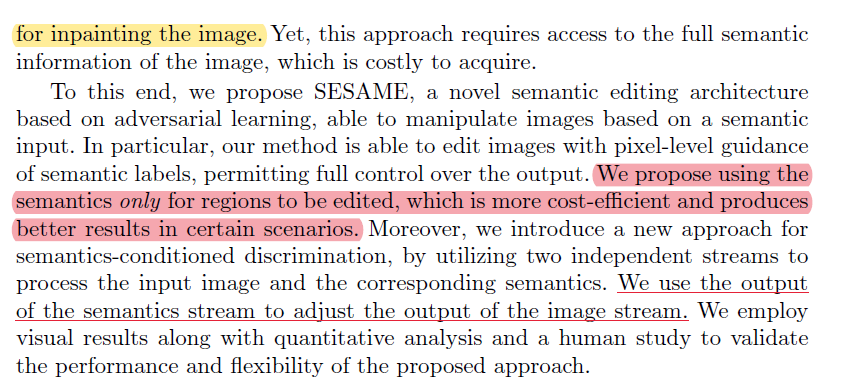 for inpainting the image. Yet, this approach requires access to the full semantic
information of the image, which is costly to acquire.
To this end, we propose SESAME, a novel semantic editing architecture
based on adversarial learning, able to manipulate images based on a semantic
input. In particular, our method is able to edit images with pixel-level guidance
of semantic labels, permitting full control over the output. We propose using the
semantics only for regions to be edited, which is more cost-efficient and produces
better results in certain scenarios. Moreover, we introduce a new approach for
semantics-conditioned discrimination, by utilizing two independent streams to
process the input image and the corresponding semantics. We use the output
of the semantics stream to adjust the output of the image stream. We employ
visual results along with quantitative analysis and a human study to validate
the performance and flexibility of the proposed approach.